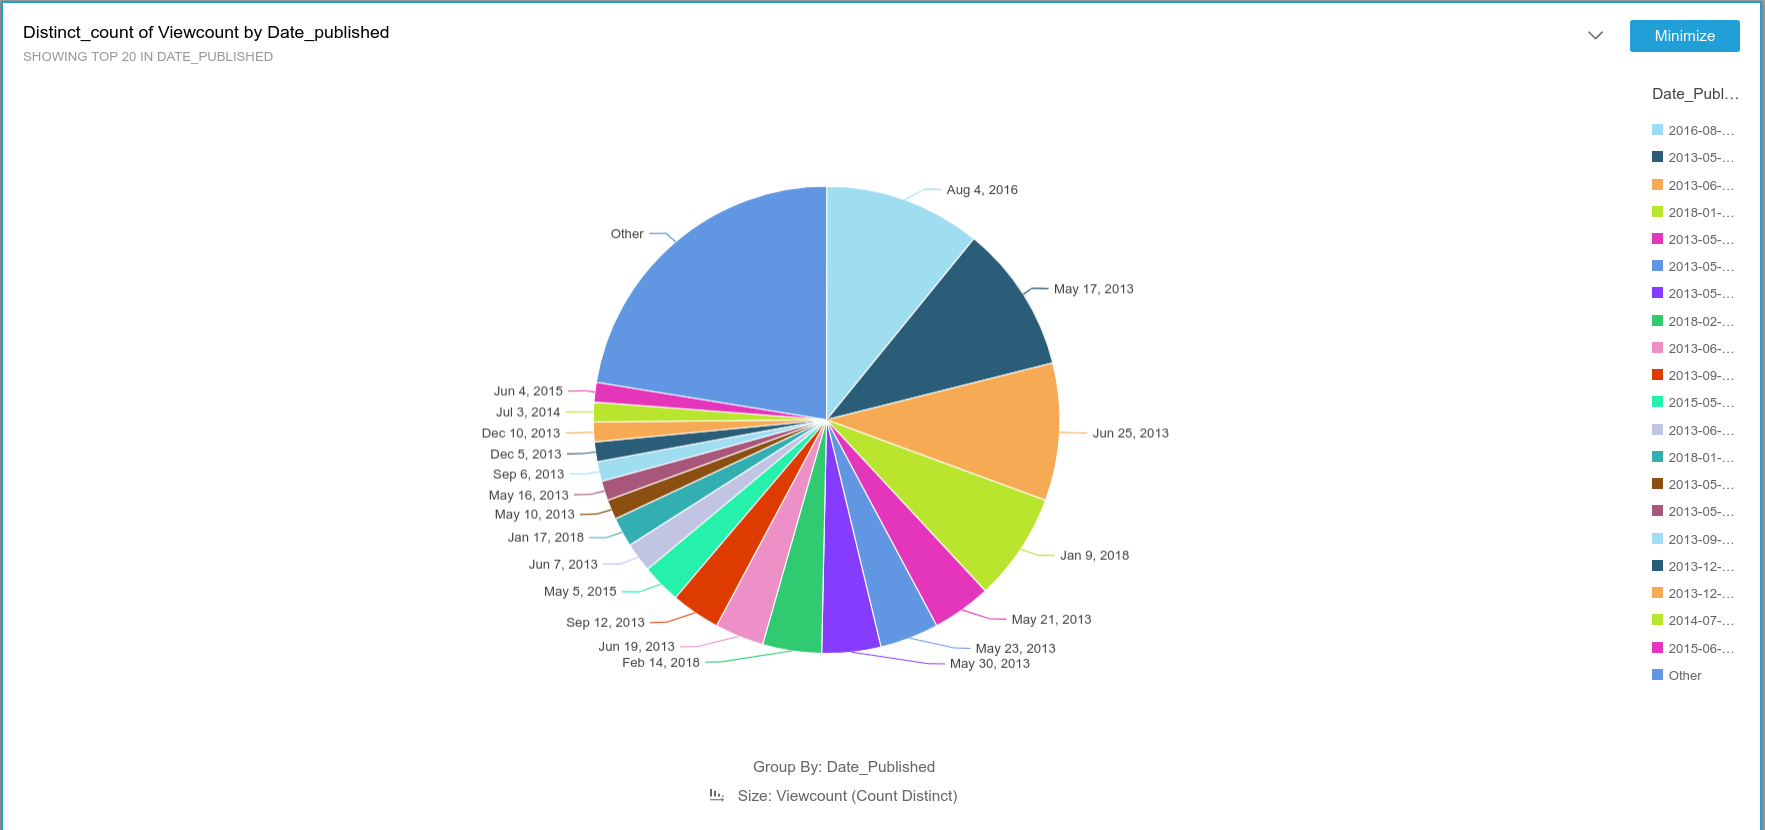 Distinct_count of Viewcount by Date_published
SHOWING TOP 20 IN DATE_PUBLISHED
Minimize
Date_Publ...
2016-08-...
2013-05-...
2013-06-...
2018-01-...
2013-05-...
2013-05-...
2013-05-...
2018-02-...
2013-06-...
2013-09-...
2015-05-...
2013-06-...
2018-01-...
2013-05-...
2013-05-...
2013-09-...
2013-12-...
2013-12-...
2014-07-...
2015-06-...
Other
Aug 4, 2016
May 17, 2013
Jun 25, 2013
Jan 9, 2018
May 21, 2013
May 23, 2013
May 30, 2013
Feb 14, 2018
Jun 19, 2013
Sep 12, 2013
May 5, 2015
Jun 7, 2013
Jan 17, 2018
May 10, 2013
May 16, 2013
Sep 6, 2013
Dec 5, 2013
Dec 10, 2013
Jul 3, 2014
Jun 4, 2015
Other
Group By: Date_Published
Size: Viewcount (Count Distinct)